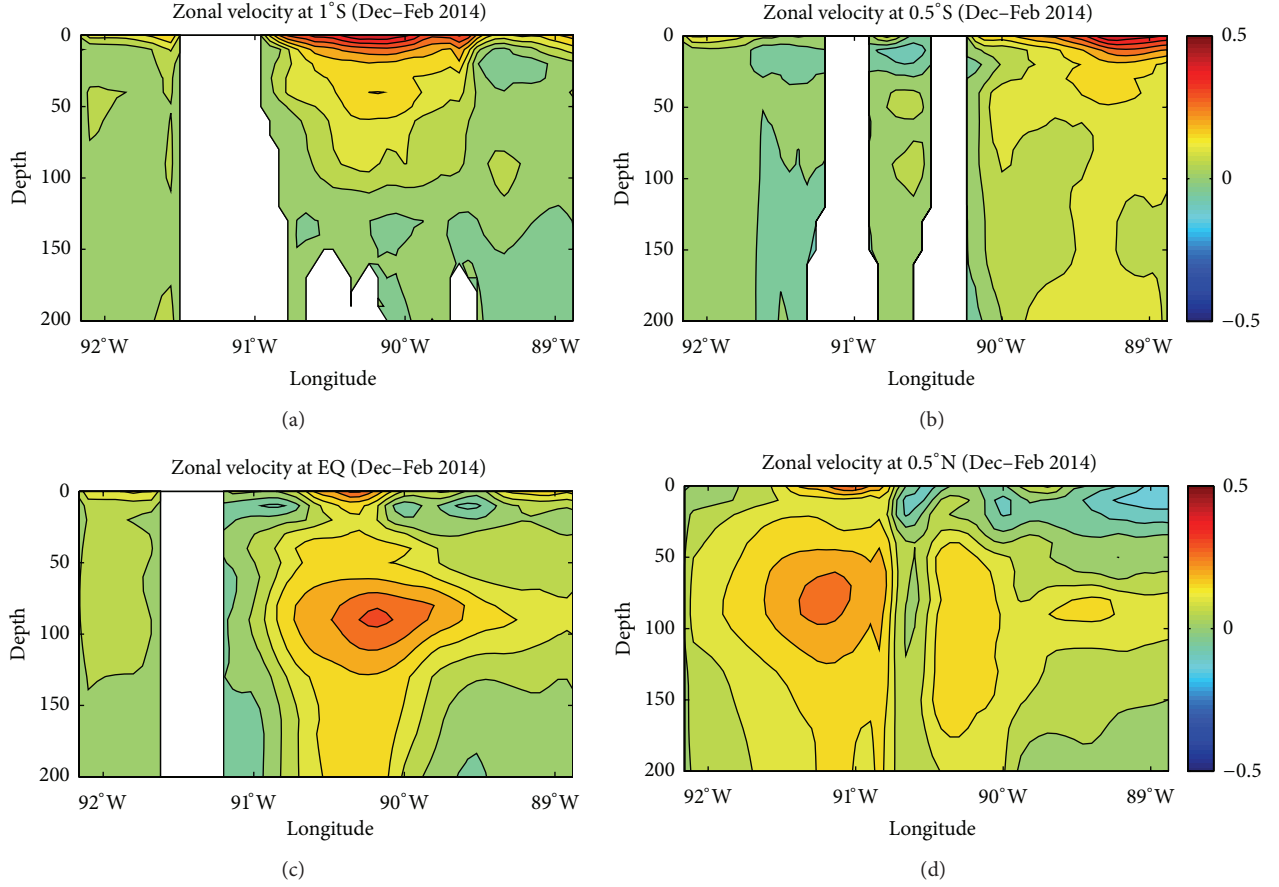 Zonal velocity at 1˚S (Dec–Feb 2014)
0
50
100
150
200
Depth
92˚W 91˚W 90˚W 89˚W
Longitude
(a)
Zonal velocity at 0.5˚S (Dec–Feb 2014)
0
50
100
150
200
Depth
92˚W 91˚W 90˚W 89˚W
Longitude
0.5
0
−0.5
(b)
Zonal velocity at EQ (Dec–Feb 2014)
0
50
100
150
200
Depth
92˚W 91˚W 90˚W 89˚W
Longitude
(c)
Zonal velocity at 0.5˚N (Dec–Feb 2014)
0
50
100
150
200
Depth
92˚W 91˚W 90˚W 89˚W
Longitude
0.5
0
−0.5
(d)